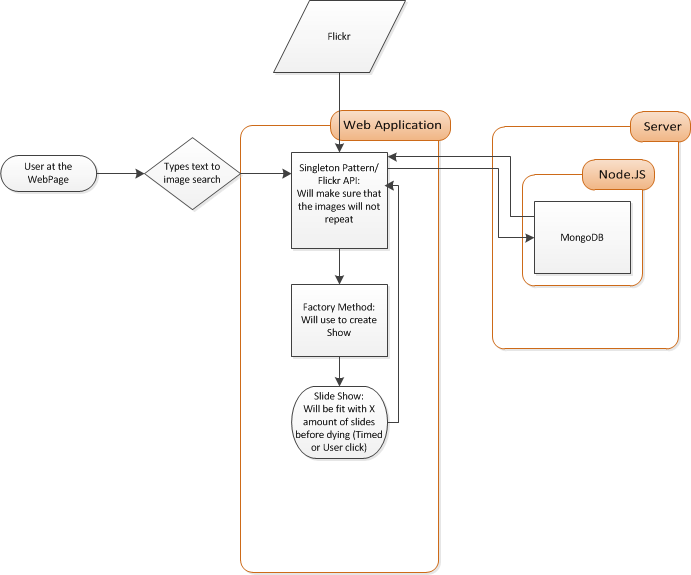 Flickr
Web Application
Server
User at the
WebPage
Types text to
image search
Singleton Pattern/
Flickr API:
Will make sure that
the images will not
repeat
Node.JS
MongoDB
Factory Method:
Will use to create
Show
Slide Show:
Will be fit with X
amount of slides
before dying (Timed
or User click)